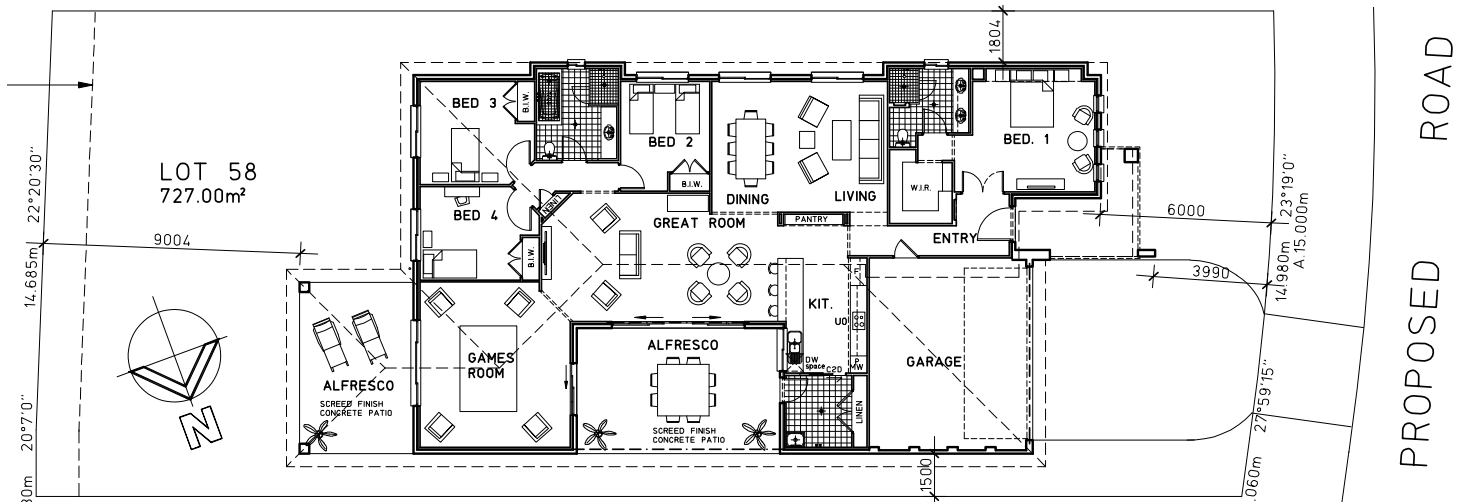 1804
ROAD
BED 3
B.I.W.
BED 2
B.I.W.
DINING
LIVING
W.I.R.
BED. 1
LOT 58
727.00m²
22°20'30"
14.685m
9004
BED 4
LINEN
B.I.W.
GREAT ROOM
PANTRY
ENTRY
6000
23°19'0"
14.980m
A.15.000m
3990
PROPOSED
KIT.
F
UO
P
MW
DW
space
C2D
GARAGE
ALFRESCO
GAMES
ROOM
ALFRESCO
SCREED FINISH
CONCRETE PATIO
SCREED FINISH
CONCRETE PATIO
LINEN
N
20°7'0"
27°59'15"
1500